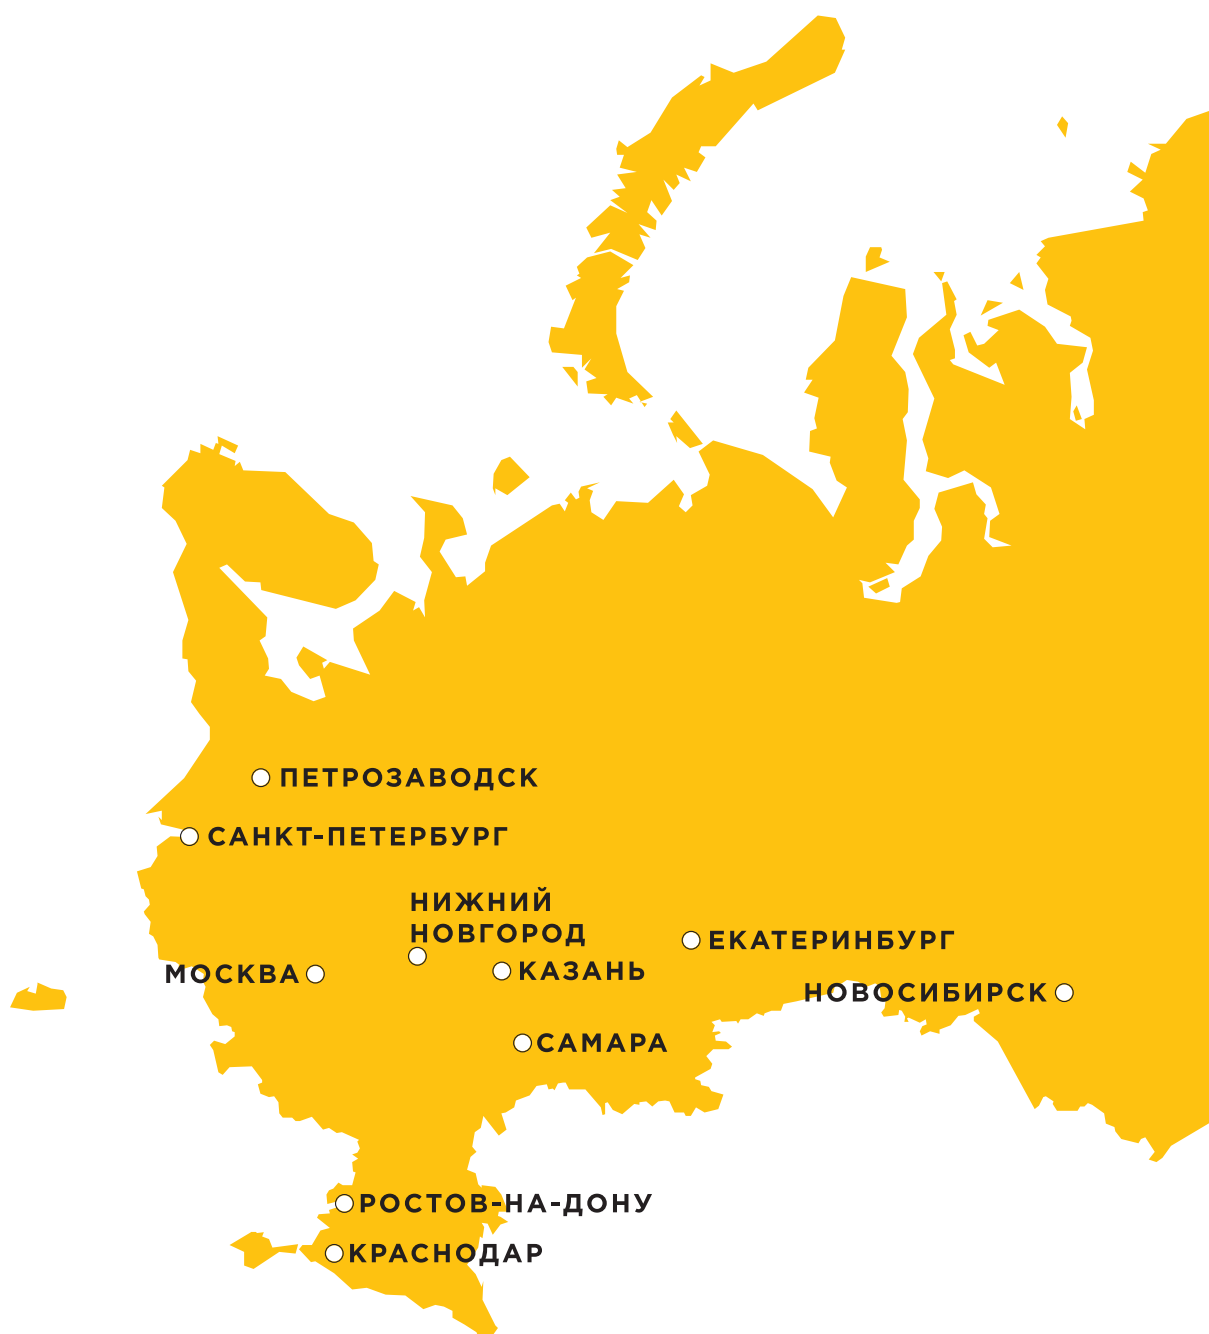 ПЕТРОЗАВОДСК
САНКТ-ПЕТЕРБУРГ
НИЖНИЙ
НОВГОРОД
ЕКАТЕРИНБУРГ
МОСКВА
КАЗАНЬ
НОВОСИБИРСК
САМАРА
РОСТОВ-НА-ДОНУ
КРАСНОДАР